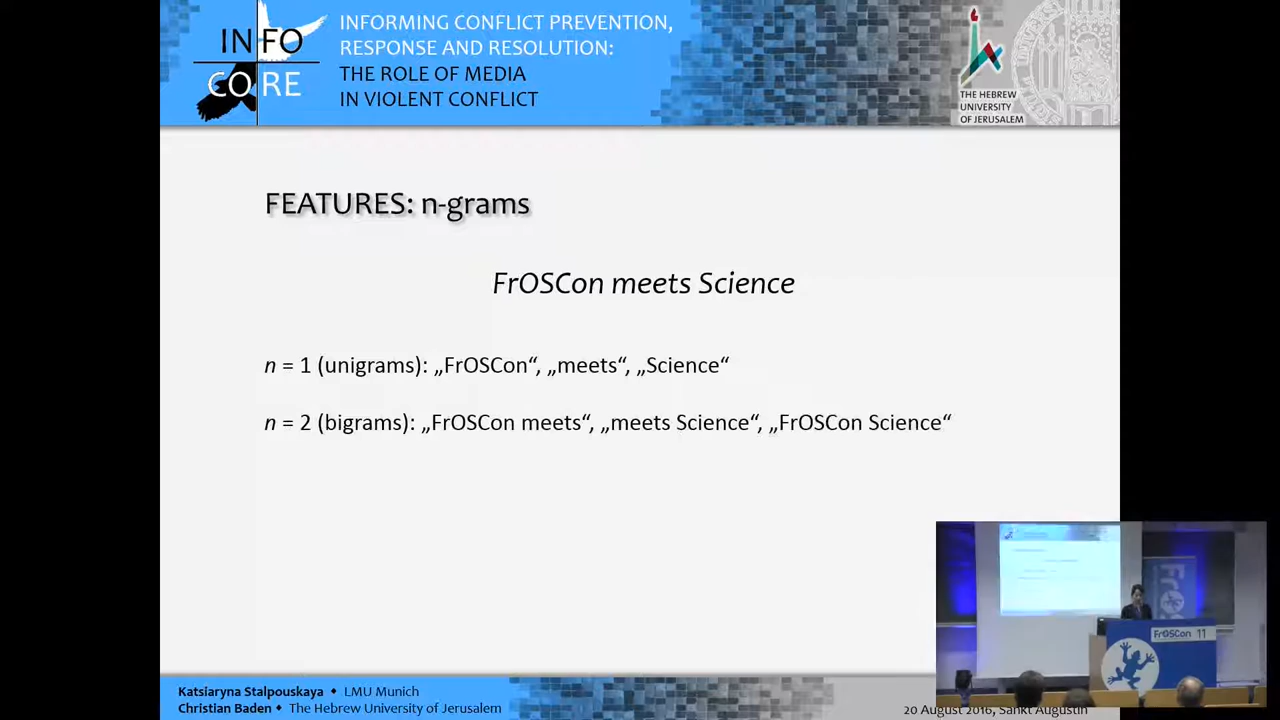 INFO
CORE
INFORMING CONFLICT PREVENTION,
RESPONSE AND RESOLUTION:
THE ROLE OF MEDIA
IN VIOLENT CONFLICT
THE HEBREW
UNIVERSITY
OF JERUSALEM
FEATURES: n-grams
FrOSCon meets Science
n = 1 (unigrams): „FrOSCon“, „meets“, „Science“
n = 2 (bigrams): „FrOSCon meets“, „meets Science“, „FrOSCon Science“
FrOSCon 11
Katsiaryna Stalpouskaya ◆ LMU Munich
Christian Baden ◆ The Hebrew University of Jerusalem
20 August 2016, Sankt Augustin